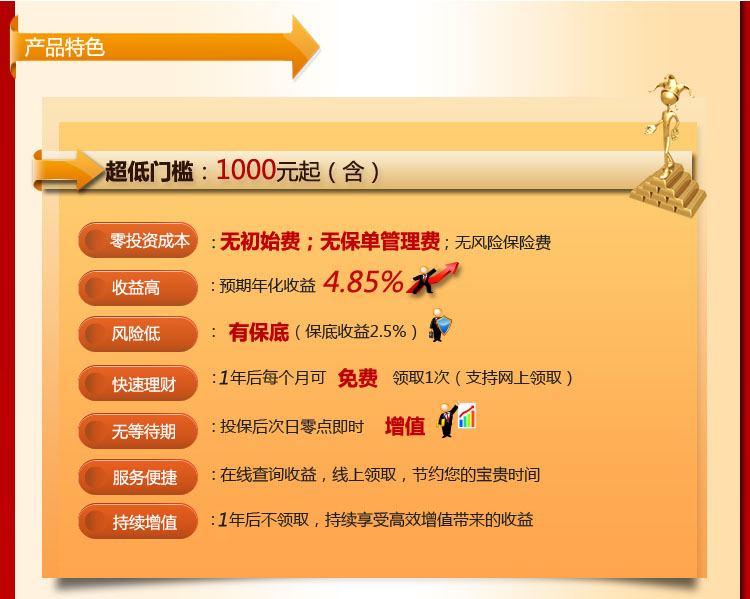 产品特色
超低门槛：1000元起（含）
零投资成本：无初始费；无保单管理费；无风险保险费
收益高：预期年化收益 4.85%
风险低：有保底（保底收益2.5%）
快速理财：1年后每个月可 免费 领取1次（支持网上领取）
无等待期：投保后次日零点即时 增值
服务便捷：在线查询收益，线上领取，节约您的宝贵时间
持续增值：1年后不领取，持续享受高效增值带来的收益